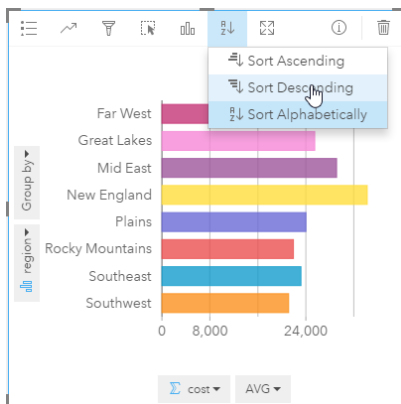 A
Z
Sort Ascending
Sort Descending
A
Z
Sort Alphabetically
Far West
Great Lakes
Mid East
New England
Plains
Rocky Mountains
Southeast
Southwest
Group by
region
0 8,000 24,000
Σ cost AVG